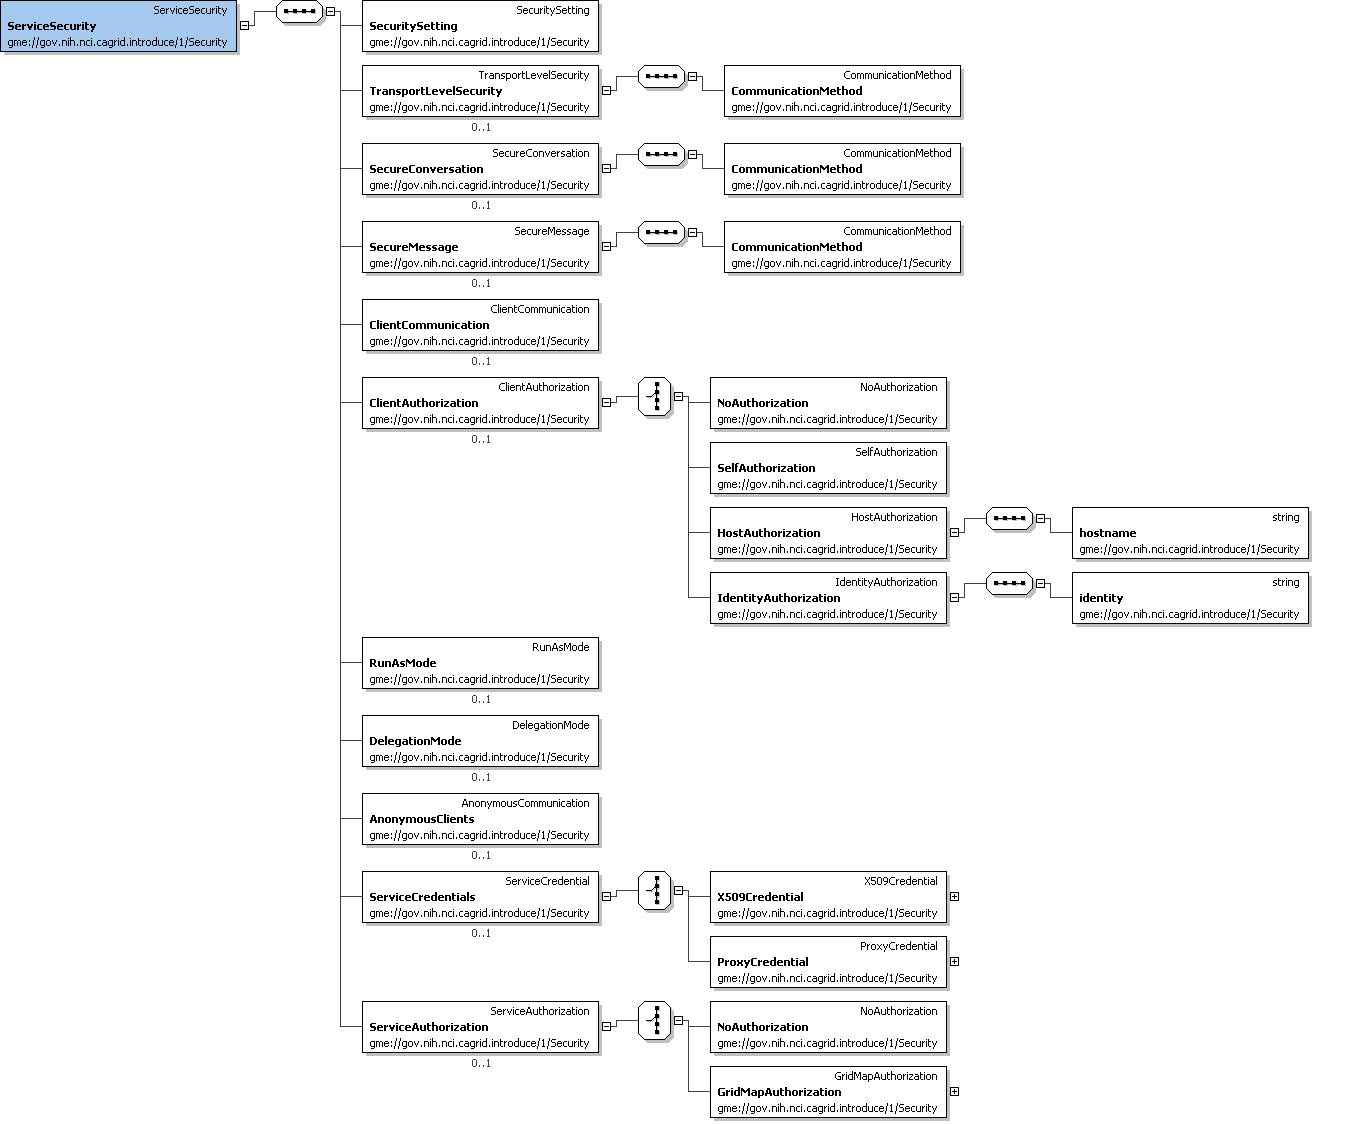 ServiceSecurity
ServiceSecurity
gme://gov.nih.nci.cagrid.introduce/1/Security
SecuritySetting
SecuritySetting
gme://gov.nih.nci.cagrid.introduce/1/Security
TransportLevelSecurity
TransportLevelSecurity
gme://gov.nih.nci.cagrid.introduce/1/Security
0..1
CommunicationMethod
CommunicationMethod
gme://gov.nih.nci.cagrid.introduce/1/Security
SecureConversation
SecureConversation
gme://gov.nih.nci.cagrid.introduce/1/Security
0..1
CommunicationMethod
CommunicationMethod
gme://gov.nih.nci.cagrid.introduce/1/Security
SecureMessage
SecureMessage
gme://gov.nih.nci.cagrid.introduce/1/Security
0..1
CommunicationMethod
CommunicationMethod
gme://gov.nih.nci.cagrid.introduce/1/Security
ClientCommunication
ClientCommunication
gme://gov.nih.nci.cagrid.introduce/1/Security
0..1
ClientAuthorization
ClientAuthorization
gme://gov.nih.nci.cagrid.introduce/1/Security
0..1
NoAuthorization
NoAuthorization
gme://gov.nih.nci.cagrid.introduce/1/Security
SelfAuthorization
SelfAuthorization
gme://gov.nih.nci.cagrid.introduce/1/Security
HostAuthorization
HostAuthorization
gme://gov.nih.nci.cagrid.introduce/1/Security
string
hostname
gme://gov.nih.nci.cagrid.introduce/1/Security
IdentityAuthorization
IdentityAuthorization
gme://gov.nih.nci.cagrid.introduce/1/Security
string
identity
gme://gov.nih.nci.cagrid.introduce/1/Security
RunAsMode
RunAsMode
gme://gov.nih.nci.cagrid.introduce/1/Security
0..1
DelegationMode
DelegationMode
gme://gov.nih.nci.cagrid.introduce/1/Security
0..1
AnonymousCommunication
AnonymousClients
gme://gov.nih.nci.cagrid.introduce/1/Security
0..1
ServiceCredential
ServiceCredentials
gme://gov.nih.nci.cagrid.introduce/1/Security
0..1
X509Credential
X509Credential
gme://gov.nih.nci.cagrid.introduce/1/Security
ProxyCredential
ProxyCredential
gme://gov.nih.nci.cagrid.introduce/1/Security
ServiceAuthorization
ServiceAuthorization
gme://gov.nih.nci.cagrid.introduce/1/Security
0..1
NoAuthorization
NoAuthorization
gme://gov.nih.nci.cagrid.introduce/1/Security
GridMapAuthorization
GridMapAuthorization
gme://gov.nih.nci.cagrid.introduce/1/Security